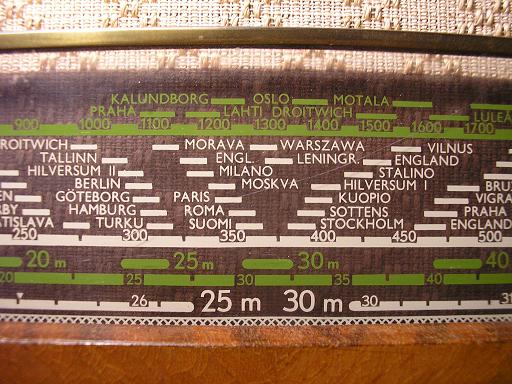 KALUNDBORG OSLO MOTALA
PRAHA LAHTI DROITWICH LULEÅ
900 1000 1100 1200 1300 1400 1500 1600 1700
DROITWICH MORAVA WARSZAWA VILNUS
TALLINN ENGL. LENINGR. ENGLAND
HILVERSUM II MILANO STALINO
BERLIN MOSKVA HILVERSUM I
GÖTEBORG PARIS KUOPIO VIGRA
HAMBURG ROMA SOTTENS PRAHA
TURKU SUOMI STOCKHOLM ENGLAND
250 300 350 400 450 500
20 m 25 m 30 m 40 m
20 25 30 35 40
26 25 m 30 m 30 31